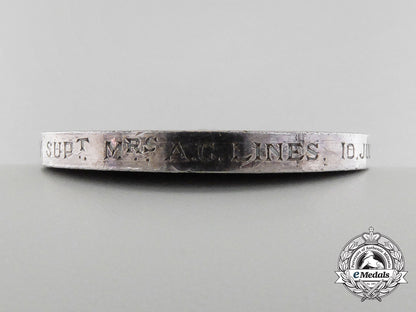 SUPT MRS A.G. LINES. 10.JU
eMedals